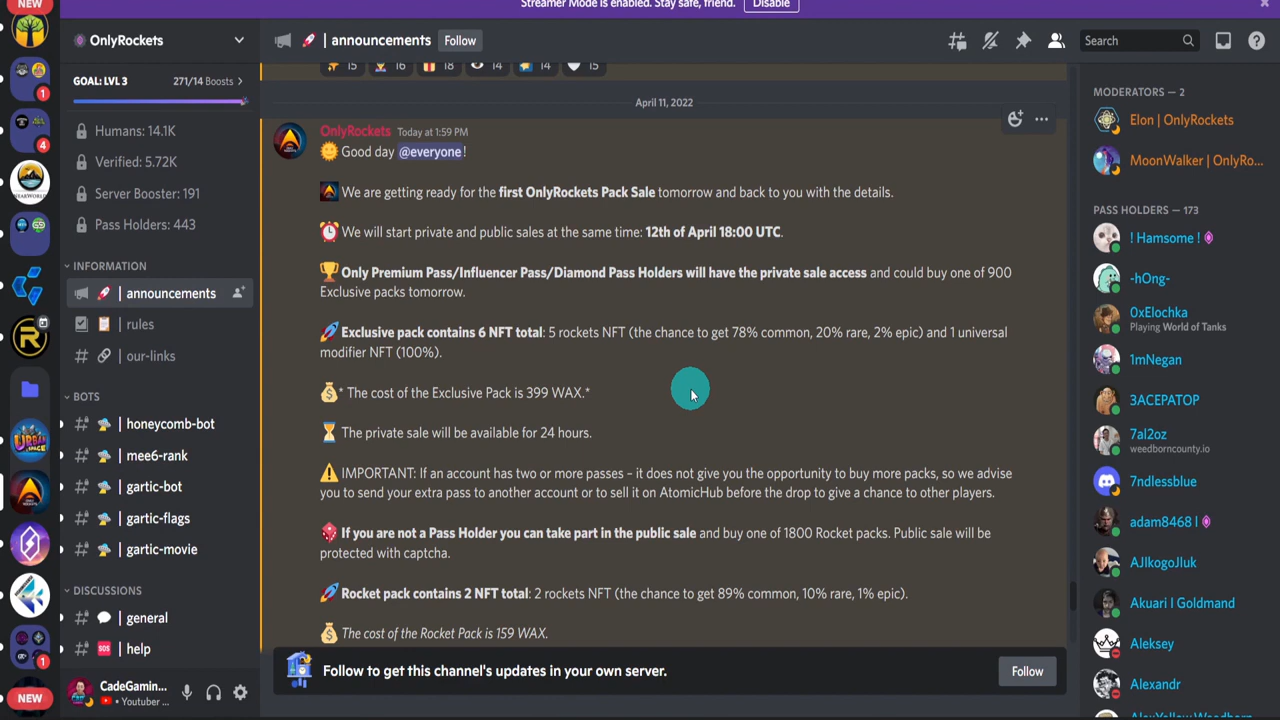 NEW
Streamer Mode is enabled. Stay safe, friend.
Disable
OnlyRockets
GOAL: LVL 3
271/14 Boosts
Humans: 14.1K
Verified: 5.72K
Server Booster: 191
Pass Holders: 443
INFORMATION
| announcements
| rules
| our-links
BOTS
| honeycomb-bot
| mee6-rank
| gartic-bot
| gartic-flags
| gartic-movie
DISCUSSIONS
| general
SOS | help
CadeGamin...
Youtuber ...
1
4
1
NEW
| announcements
Follow
Search
15
16
18
14
14
15
April 11, 2022
OnlyRockets Today at 1:59 PM
Good day @everyone!
We are getting ready for the first OnlyRockets Pack Sale tomorrow and back to you with the details.
We will start private and public sales at the same time: 12th of April 18:00 UTC.
Only Premium Pass/Influencer Pass/Diamond Pass Holders will have the private sale access and could buy one of 900
Exclusive packs tomorrow.
Exclusive pack contains 6 NFT total: 5 rockets NFT (the chance to get 78% common, 20% rare, 2% epic) and 1 universal
modifier NFT (100%).
* The cost of the Exclusive Pack is 399 WAX.*
The private sale will be available for 24 hours.
IMPORTANT: If an account has two or more passes – it does not give you the opportunity to buy more packs, so we advise
you to send your extra pass to another account or to sell it on AtomicHub before the drop to give a chance to other players.
If you are not a Pass Holder you can take part in the public sale and buy one of 1800 Rocket packs. Public sale will be
protected with captcha.
Rocket pack contains 2 NFT total: 2 rockets NFT (the chance to get 89% common, 10% rare, 1% epic).
The cost of the Rocket Pack is 159 WAX.
Follow to get this channel's updates in your own server.
Follow
MODERATORS — 2
Elon | OnlyRockets
MoonWalker | OnlyRo...
PASS HOLDERS — 173
! Hamsome !
-hOng-
0xElochka
Playing World of Tanks
1mNegan
3ACEPATOP
7al2oz
weedborncounty.io
7ndlessblue
adam8468 l
AJIkogoJIuk
Akuari I Goldmand
Aleksey
Alexandr
AlexYellow Weedborn